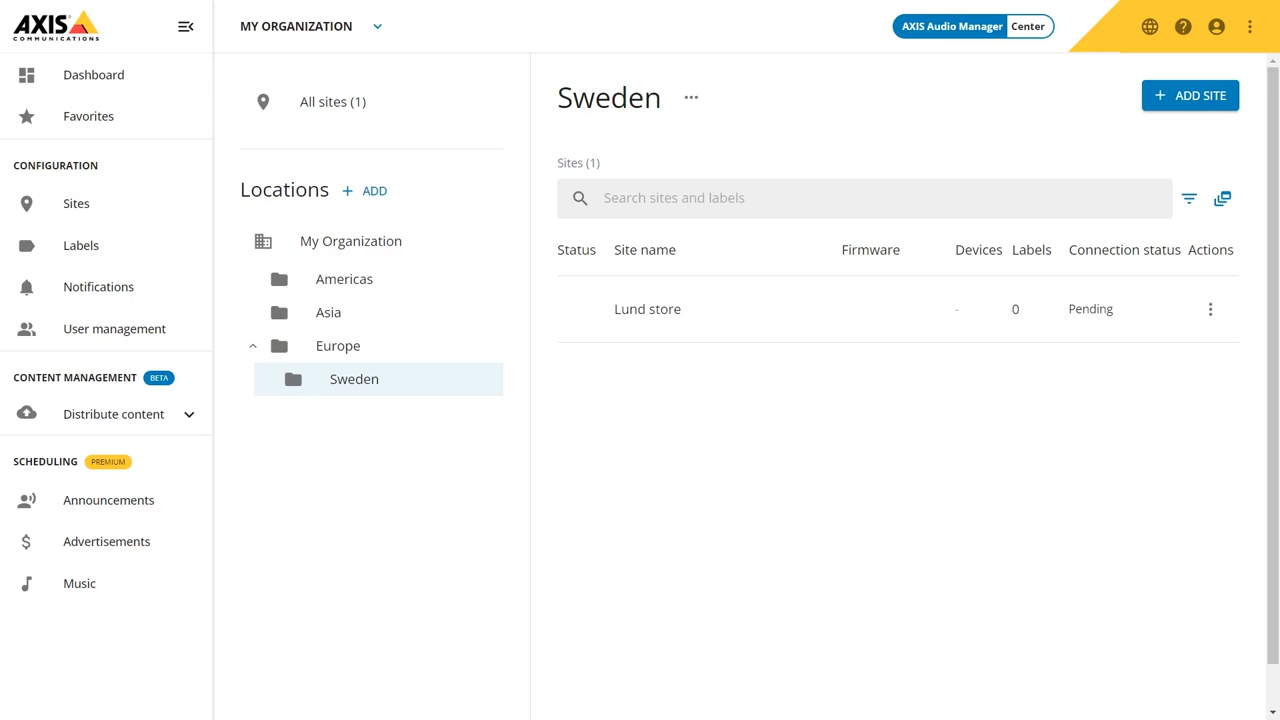 AXIS
COMMUNICATIONS
MY ORGANIZATION
AXIS Audio Manager Center
Dashboard
Favorites
CONFIGURATION
Sites
Labels
Notifications
User management
CONTENT MANAGEMENT BETA
Distribute content
SCHEDULING PREMIUM
Announcements
Advertisements
Music
All sites (1)
Locations + ADD
My Organization
Americas
Asia
Europe
Sweden
Sweden ...
+ ADD SITE
Sites (1)
Search sites and labels
Status Site name Firmware Devices Labels Connection status Actions
Lund store - 0 Pending